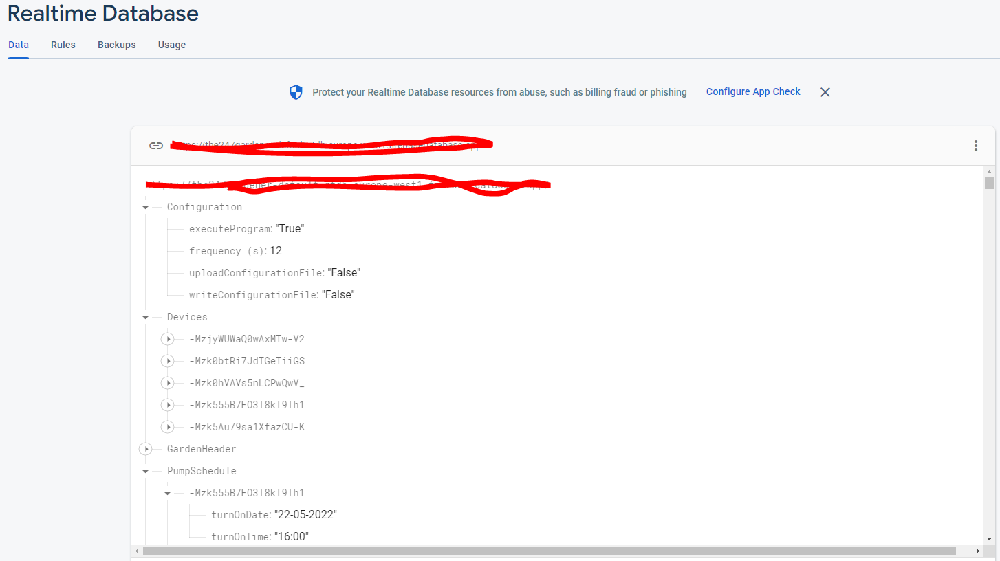 Realtime Database
Data Rules Backups Usage
Protect your Realtime Database resources from abuse, such as billing fraud or phishing Configure App Check
Configuration
executeProgram: "True"
frequency (s): 12
uploadConfigurationFile: "False"
writeConfigurationFile: "False"
Devices
-MzjyWUWaQ0wAxMTw-V2
-Mzk0btRi7JdTGeTiiGS
-Mzk0hVAVs5nLCPwQwV_
-Mzk555B7EO3T8kI9Th1
-Mzk5Au79sa1XfazCU-K
GardenHeader
PumpSchedule
-Mzk555B7EO3T8kI9Th1
turnOnDate: "22-05-2022"
turnOnTime: "16:00"